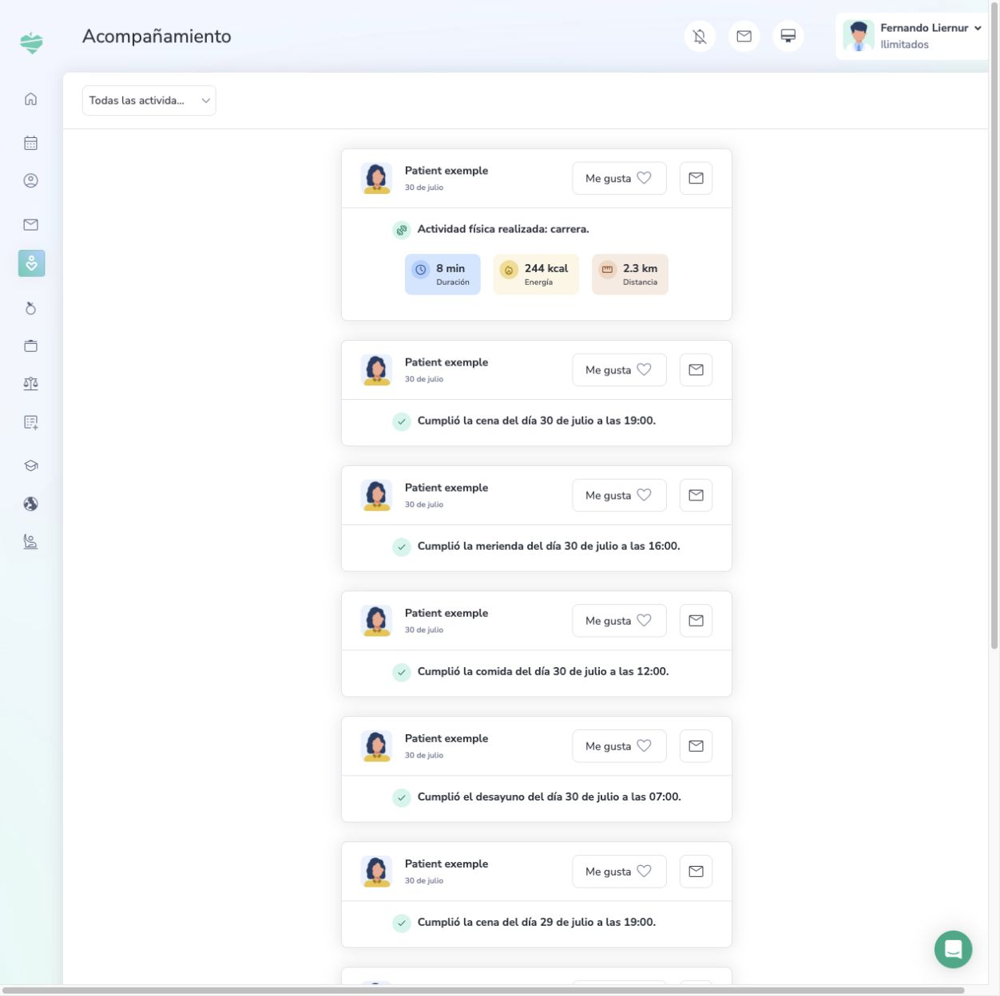 Acompañamiento
Fernando Liernur
Ilimitados
Todas las activida...
Patient exemple
30 de julio
Me gusta
Actividad física realizada: carrera.
8 min
Duración
244 kcal
Energía
2.3 km
Distancia
Patient exemple
30 de julio
Me gusta
Cumplió la cena del día 30 de julio a las 19:00.
Patient exemple
30 de julio
Me gusta
Cumplió la merienda del día 30 de julio a las 16:00.
Patient exemple
30 de julio
Me gusta
Cumplió la comida del día 30 de julio a las 12:00.
Patient exemple
30 de julio
Me gusta
Cumplió el desayuno del día 30 de julio a las 07:00.
Patient exemple
30 de julio
Me gusta
Cumplió la cena del día 29 de julio a las 19:00.